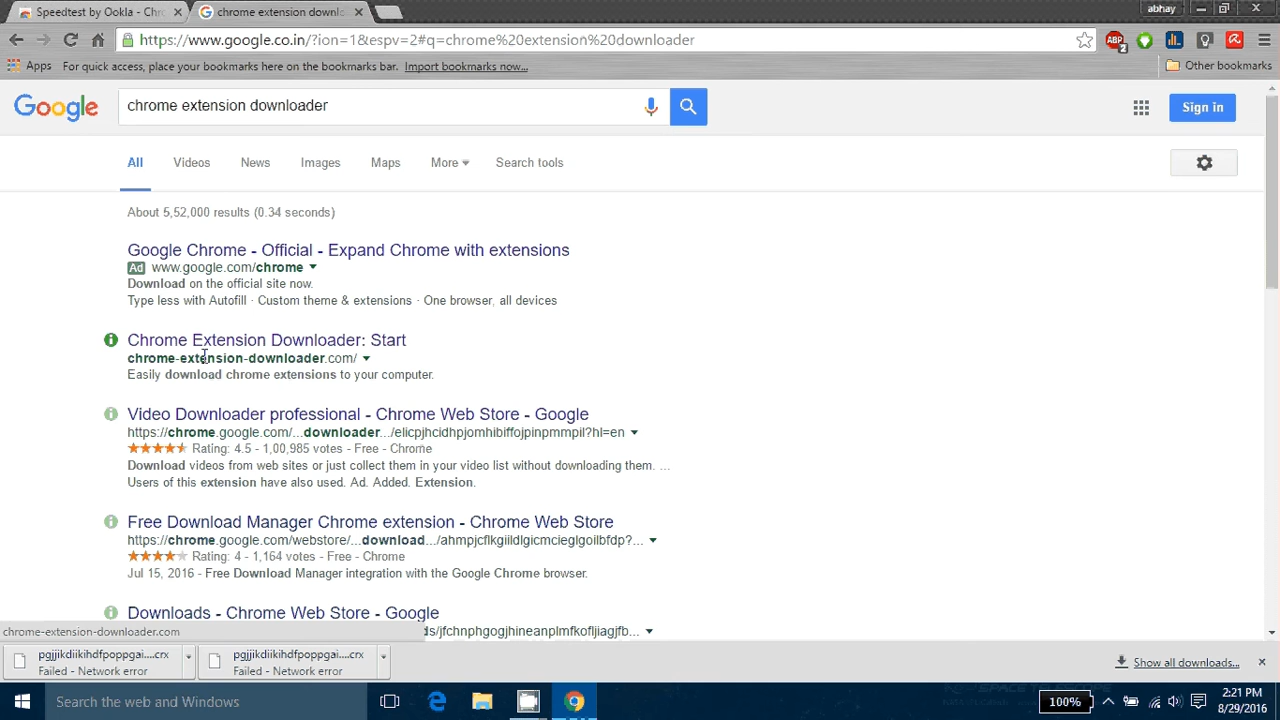 Speedtest by Ookla - Chro
chrome extension downlo
abhay
https://www.google.co.in/?ion=1&espv=2#q=chrome%20extension%20downloader
ABP
2
Apps
For quick access, place your bookmarks here on the bookmarks bar. Import bookmarks now...
Other bookmarks
Google
chrome extension downloader
Sign in
All
Videos
News
Images
Maps
More
Search tools
About 5,52,000 results (0.34 seconds)
Google Chrome - Official - Expand Chrome with extensions
Ad www.google.com/chrome
Download on the official site now.
Type less with Autofill · Custom theme & extensions · One browser, all devices
Chrome Extension Downloader: Start
chrome-extension-downloader.com/
Easily download chrome extensions to your computer.
Video Downloader professional - Chrome Web Store - Google
https://chrome.google.com/...downloader.../elicpjhcidhpjomhibiffojpinpmmpil?hl=en
Rating: 4.5 - 1,00,985 votes - Free - Chrome
Download videos from web sites or just collect them in your video list without downloading them. ...
Users of this extension have also used. Ad. Added. Extension.
Free Download Manager Chrome extension - Chrome Web Store
https://chrome.google.com/webstore/...download.../ahmpjcflkgiildlgicmcieglgoilbfdp?...
Rating: 4 - 1,164 votes - Free - Chrome
Jul 15, 2016 - Free Download Manager integration with the Google Chrome browser.
Downloads - Chrome Web Store - Google
chrome-extension-downloader.com
ds/jfchnphgogjhineanplmfkofljiagjfb...
pgjjikdiikihdfpoppgai....crx
Failed - Network error
pgjjikdiikihdfpoppgai....crx
Failed - Network error
Show all downloads...
Search the web and Windows
100%
2:21 PM
8/29/2016